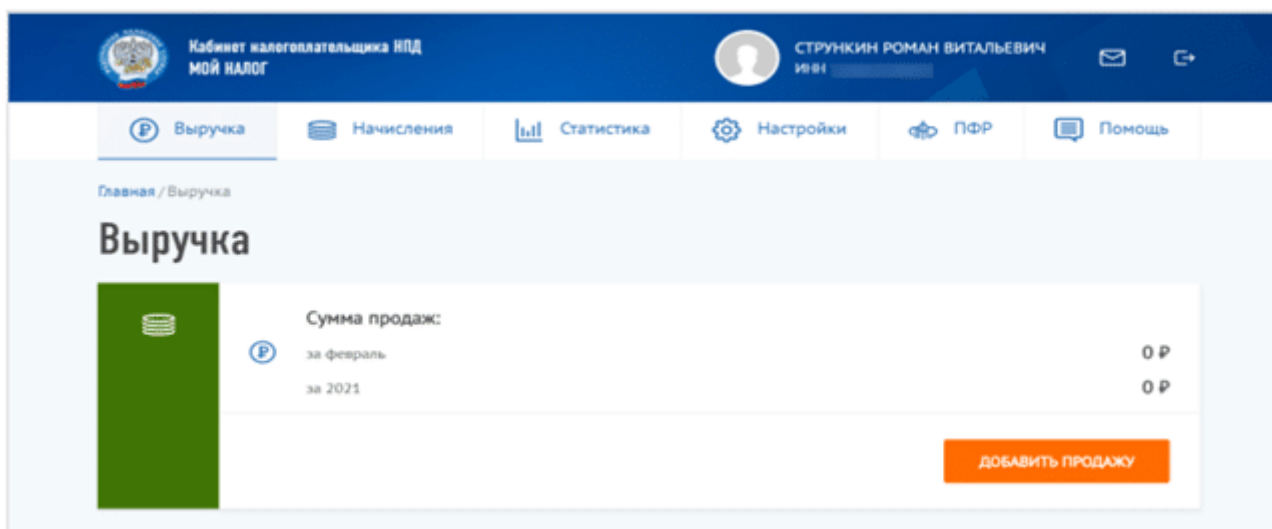 Кабинет налогоплательщика НПД
МОЙ НАЛОГ
СТРУНКИН РОМАН ВИТАЛЬЕВИЧ
ИНН
Выручка
Начисления
Статистика
Настройки
ПФР
Помощь
Главная / Выручка
Выручка
Сумма продаж:
за февраль 0 ₽
за 2021 0 ₽
ДОБАВИТЬ ПРОДАЖУ